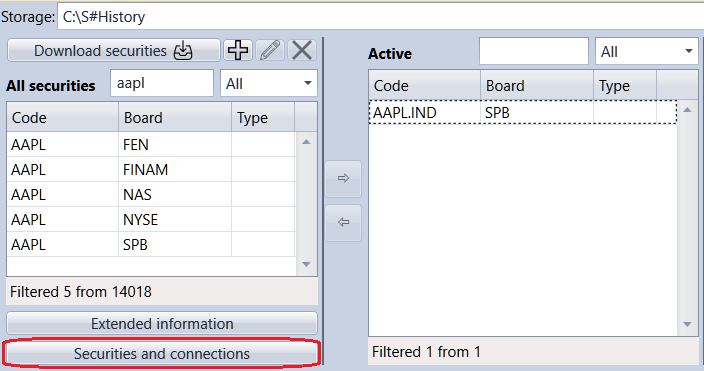 Storage: C:\S#History
Download securities
All securities aapl All
Code Board Type
AAPL FEN
AAPL FINAM
AAPL NAS
AAPL NYSE
AAPL SPB
Filtered 5 from 14018
Extended information
Securities and connections
Active All
Code Board Type
AAPL.IND SPB
Filtered 1 from 1